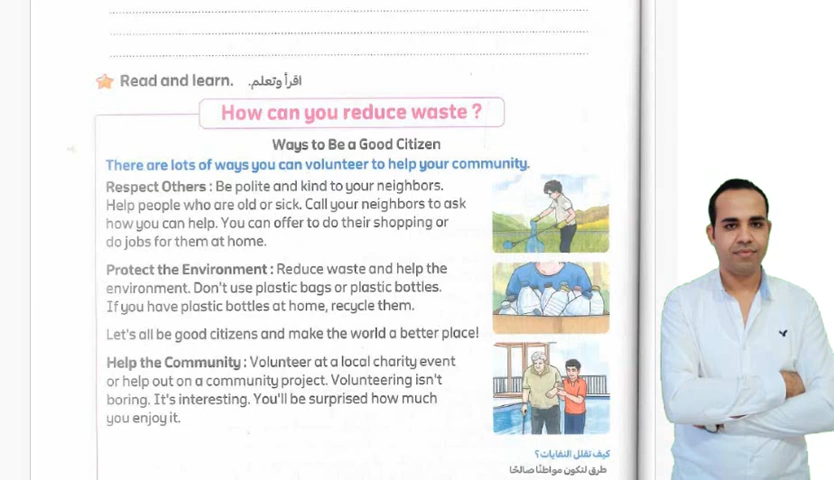 Read and learn. اقرأ وتعلم.
How can you reduce waste ?
Ways to Be a Good Citizen
There are lots of ways you can volunteer to help your community.
Respect Others : Be polite and kind to your neighbors.
Help people who are old or sick. Call your neighbors to ask
how you can help. You can offer to do their shopping or
do jobs for them at home.
Protect the Environment : Reduce waste and help the
environment. Don't use plastic bags or plastic bottles.
If you have plastic bottles at home, recycle them.
Let's all be good citizens and make the world a better place!
Help the Community : Volunteer at a local charity event
or help out on a community project. Volunteering isn't
boring. It's interesting. You'll be surprised how much
you enjoy it.
كيف تقلل النفايات؟
طرق لتكون مواطنًا صالحًا